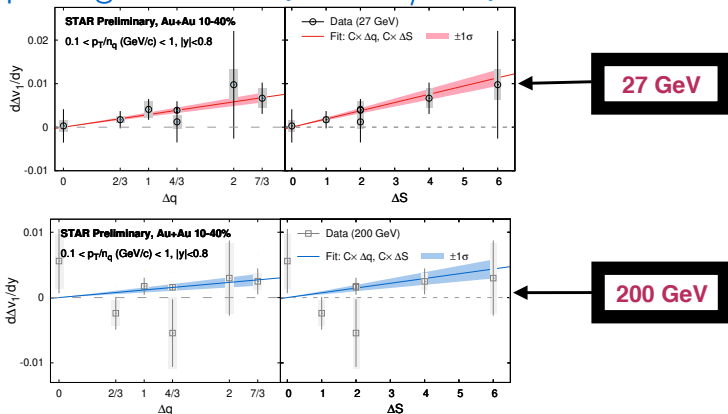 STAR Preliminary, Au+Au 10-40%
0.1 < pT/nq (GeV/c) < 1, |y|<0.8
Data (27 GeV)
Fit: C× Δq, C× ΔS ±1σ
27 GeV
dΔv1/dy
0.02
0.01
0
-0.01
0 2/3 1 4/3 2 7/3
Δq
0 1 2 3 4 5 6
ΔS
STAR Preliminary, Au+Au 10-40%
0.1 < pT/nq (GeV/c) < 1, |y|<0.8
Data (200 GeV)
Fit: C× Δq, C× ΔS ±1σ
200 GeV
dΔv1/dy
0.01
0
-0.01
0 2/3 1 4/3 2 7/3
Δq
0 1 2 3 4 5 6
ΔS